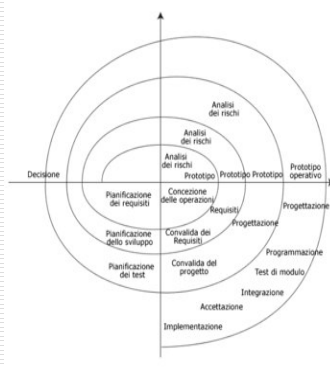 Analisi
dei rischi
Analisi
dei rischi
Analisi
dei rischi
Decisione
Prototipo
Prototipo
Prototipo
Prototipo
operativo
Pianificazione
dei requisiti
Concezione
delle operazioni
Requisiti
Progettazione
Progettazione
Pianificazione
dello sviluppo
Convalida dei
Requisiti
Pianificazione
dei test
Convalida del
progetto
Programmazione
Test di modulo
Integrazione
Accettazione
Implementazione